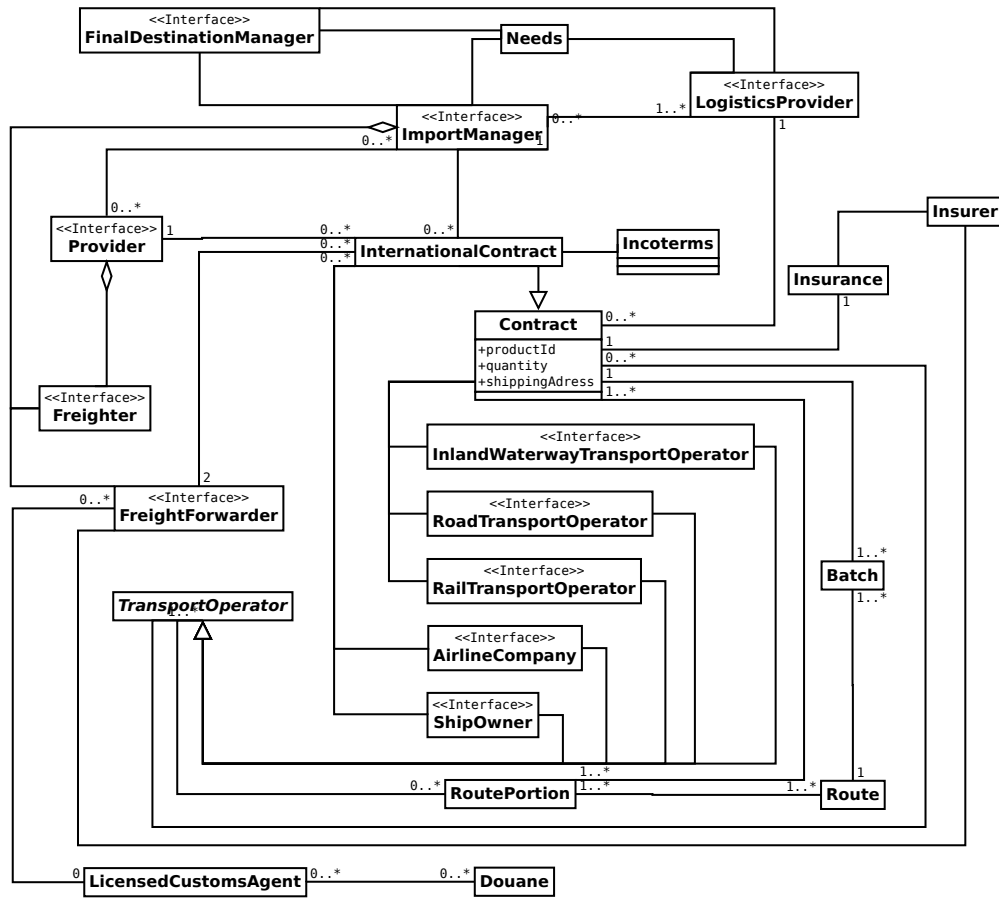 <<Interface>>
FinalDestinationManager
Needs
<<Interface>>
LogisticsProvider
1..*
1
<<Interface>>
ImportManager
0..*
0..*
1
0..*
<<Interface>>
Provider
1
0..*
0..*
0..*
0..*
InternationalContract
Incoterms
Insurer
Insurance
1
Contract
+productId
+quantity
+shippingAdress
0..*
1
0..*
1
1..*
<<Interface>>
Freighter
<<Interface>>
InlandWaterwayTransportOperator
2
0..*
<<Interface>>
FreightForwarder
<<Interface>>
RoadTransportOperator
<<Interface>>
RailTransportOperator
1..*
Batch
1..*
TransportOperator
1..*
<<Interface>>
AirlineCompany
<<Interface>>
ShipOwner
1..*
0..*
RoutePortion
1..*
1..*
1
Route
0
LicensedCustomsAgent
0..*
0..*
Douane